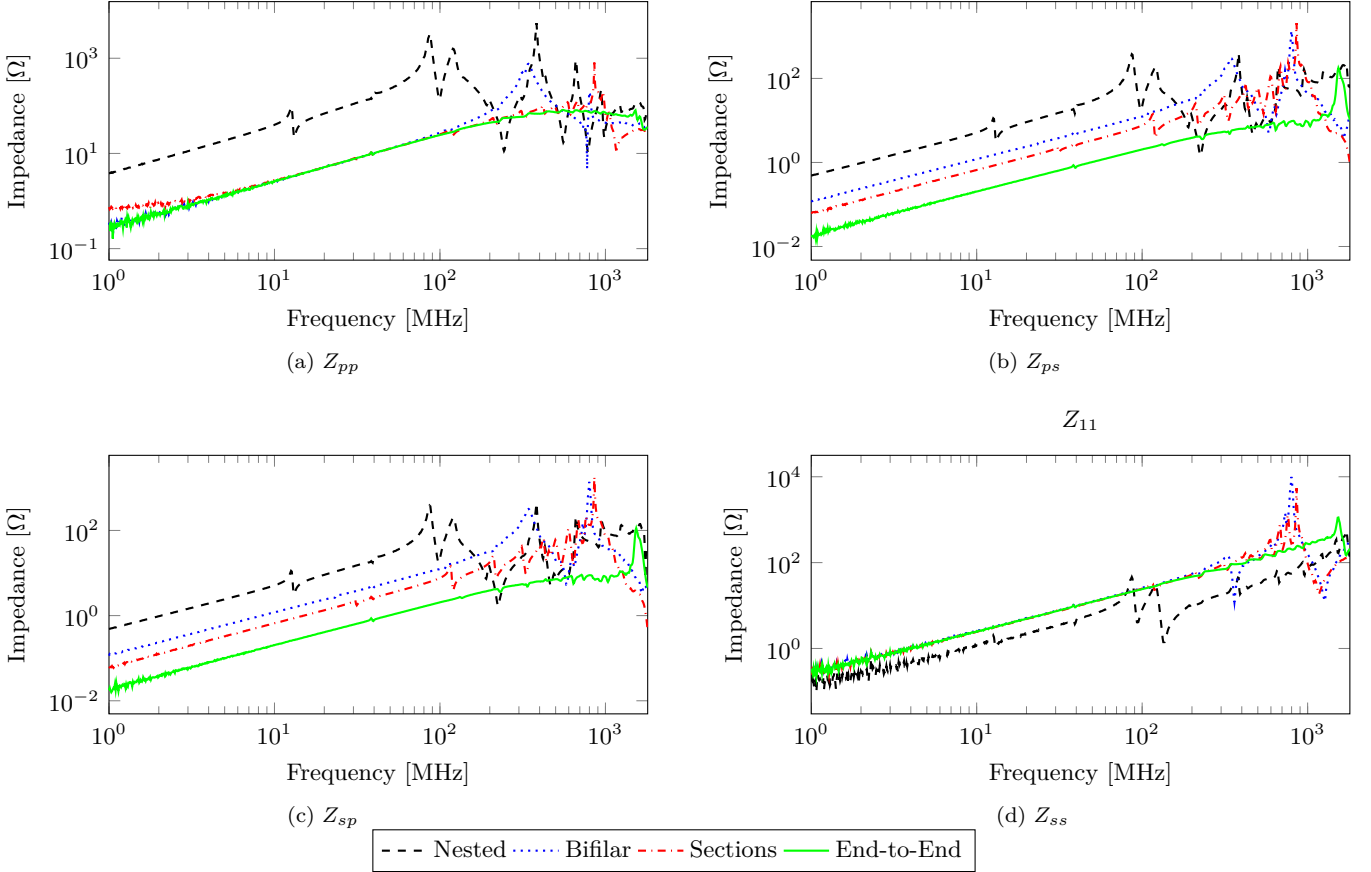 10^3
10^1
10^−1
Impedance [Ω]
10^0 10^1 10^2 10^3
Frequency [MHz]
(a) Z_pp
10^2
10^0
10^−2
Impedance [Ω]
10^0 10^1 10^2 10^3
Frequency [MHz]
(b) Z_ps
10^2
10^0
10^−2
Impedance [Ω]
10^0 10^1 10^2 10^3
Frequency [MHz]
(c) Z_sp
Z_11
10^4
10^2
10^0
Impedance [Ω]
10^0 10^1 10^2 10^3
Frequency [MHz]
(d) Z_ss
Nested Bifilar Sections End-to-End